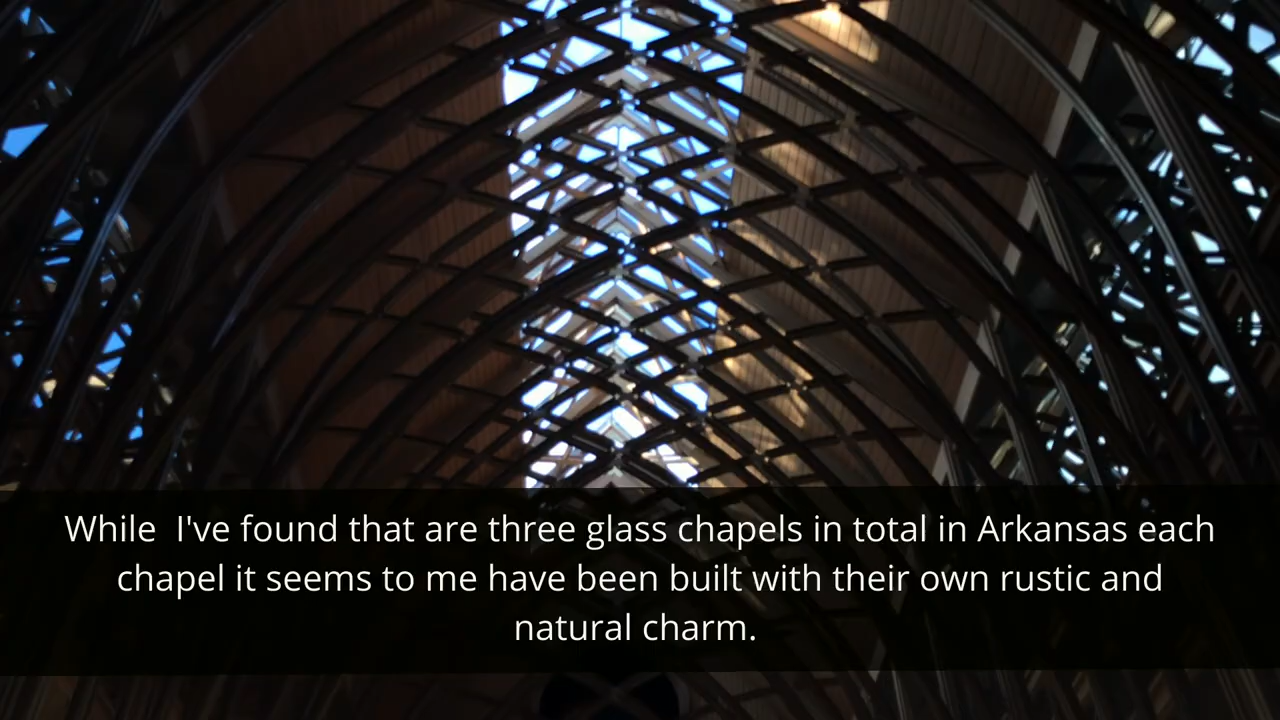 While  I've found that are three glass chapels in total in Arkansas each
chapel it seems to me have been built with their own rustic and
natural charm.